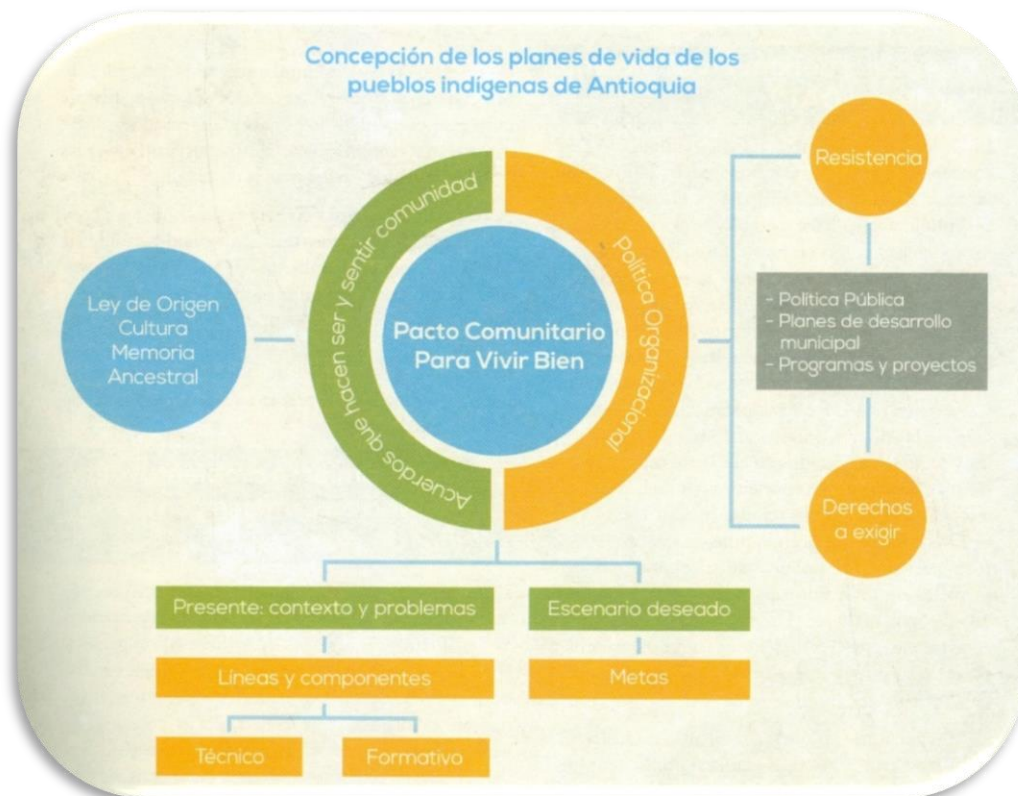 Concepción de los planes de vida de los
pueblos indígenas de Antioquia
Ley de Origen
Cultura
Memoria
Ancestral
Acuerdos que hacen ser y sentir comunidad
Pacto Comunitario
Para Vivir Bien
Política Organizacional
Resistencia
- Política Pública
- Planes de desarrollo
municipal
- Programas y proyectos
Derechos
a exigir
Presente: contexto y problemas
Escenario deseado
Líneas y componentes
Metas
Técnico
Formativo